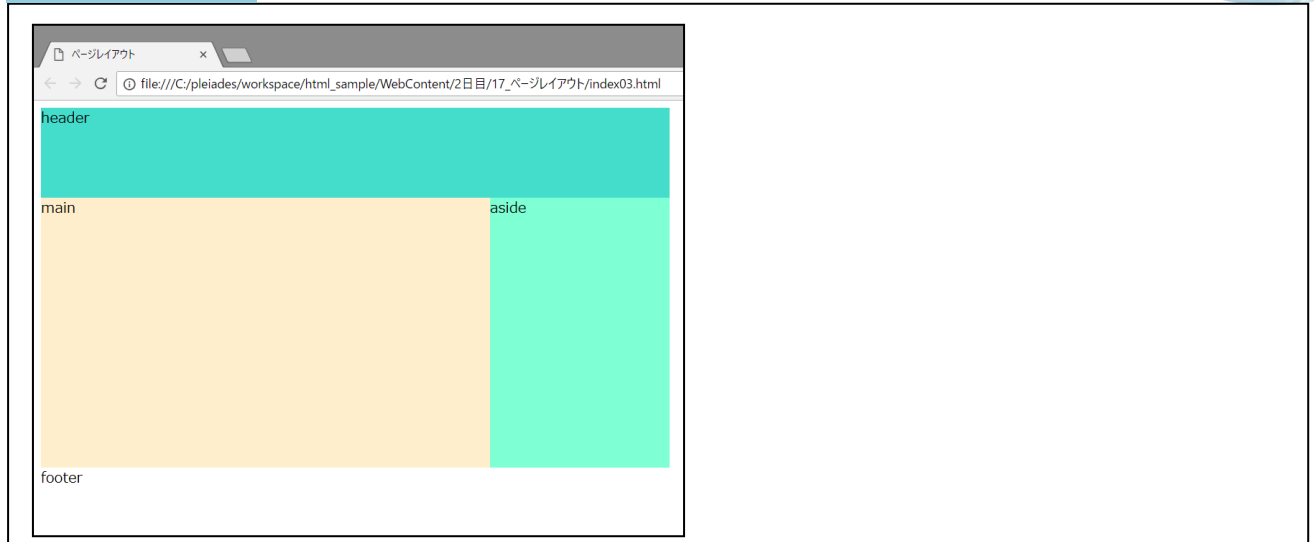 ページレイアウト ×
file:///C:/pleiades/workspace/html_sample/WebContent/2日目/17_ページレイアウト/index03.html
header
main aside
footer